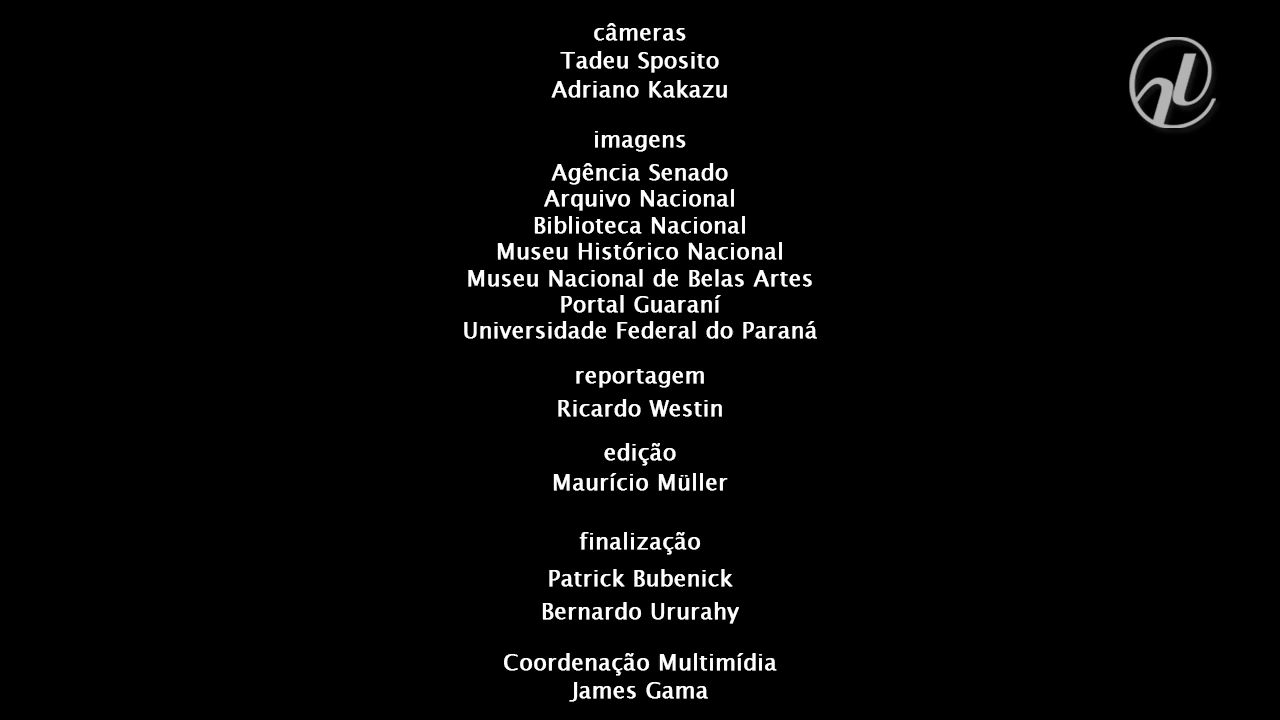 câmeras
Tadeu Sposito
Adriano Kakazu
imagens
Agência Senado
Arquivo Nacional
Biblioteca Nacional
Museu Histórico Nacional
Museu Nacional de Belas Artes
Portal Guaraní
Universidade Federal do Paraná
reportagem
Ricardo Westin
edição
Maurício Müller
finalização
Patrick Bubenick
Bernardo Ururahy
Coordenação Multimídia
James Gama